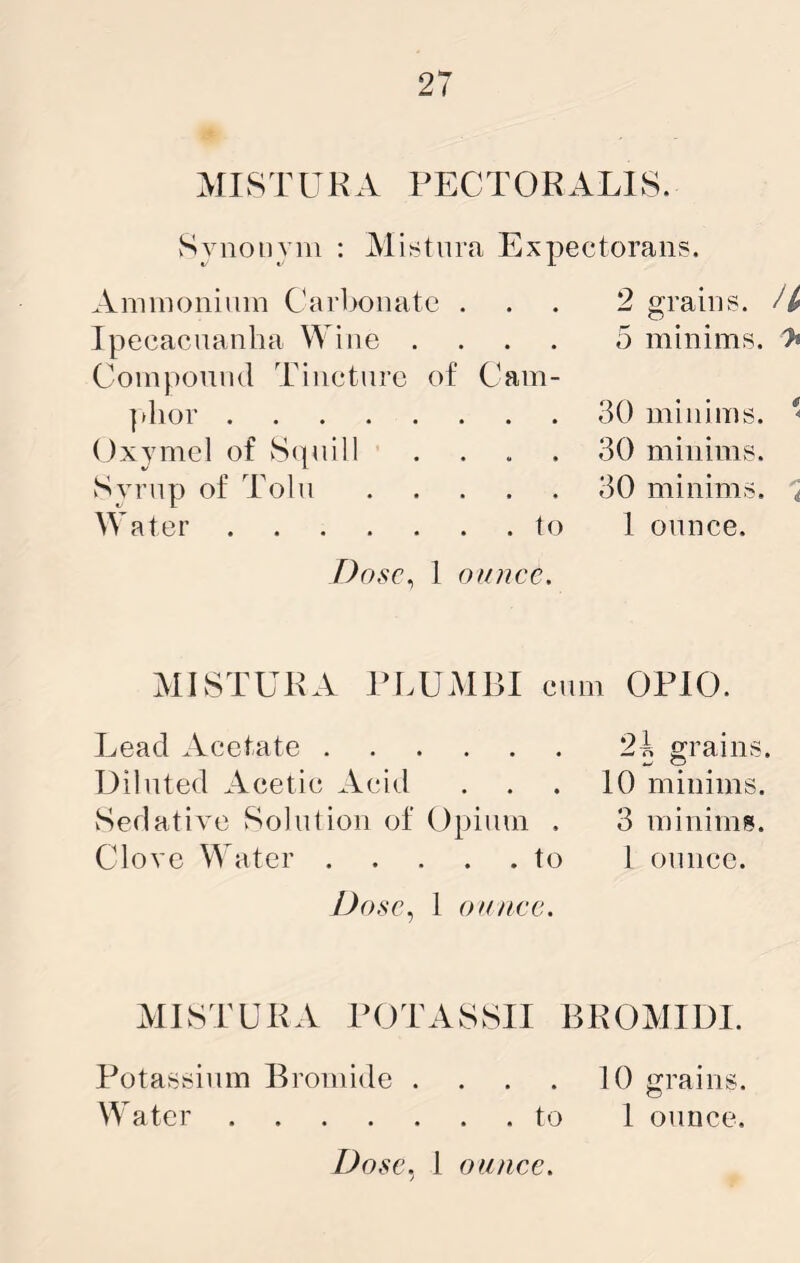 27
MISTURA PECTORALIS.
Synonym : Mistura Expectorans.
Ammonium Carbonate . . . 2 grains.
Ipecacuanha Wine . . . . 5 minims.
Compound Tincture of Cam-
phor . . . . . . . . 30 minims.
Oxymel of Squill . . . . 30 minims.
Syrup of Tolu . . . . . 30 minims.
Water . . . . . . . to 1 ounce.
Dose, 1 ounce.
MISTURA PLUMBI cum OPIO.
Lead Acetate . . . . . . 2½ grains.
Diluted Acetic Acid . . . 10 minims.
Sedative Solution of Opium . 3 minims.
Clove Water . . . . . to 1 ounce.
Dose, 1 ounce.
MISTURA POTASSII BROMIDI.
Potassium Bromide . . . . 10 grains.
Water . . . . . . . to 1 ounce.
Dose, 1 ounce.